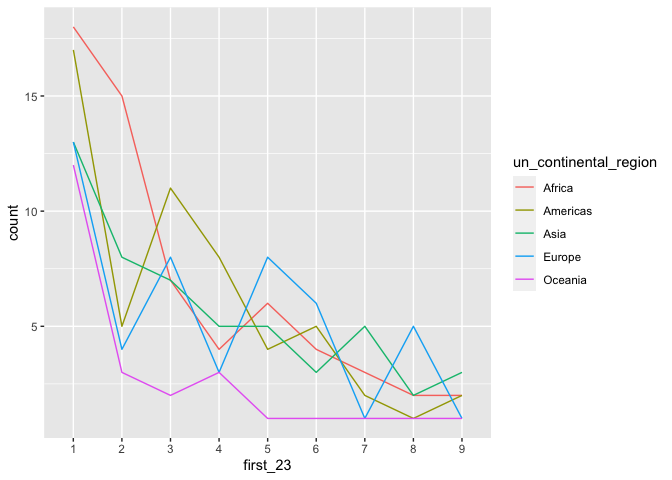 15
10
5
count
1 2 3 4 5 6 7 8 9
first_23
un_continental_region
Africa
Americas
Asia
Europe
Oceania